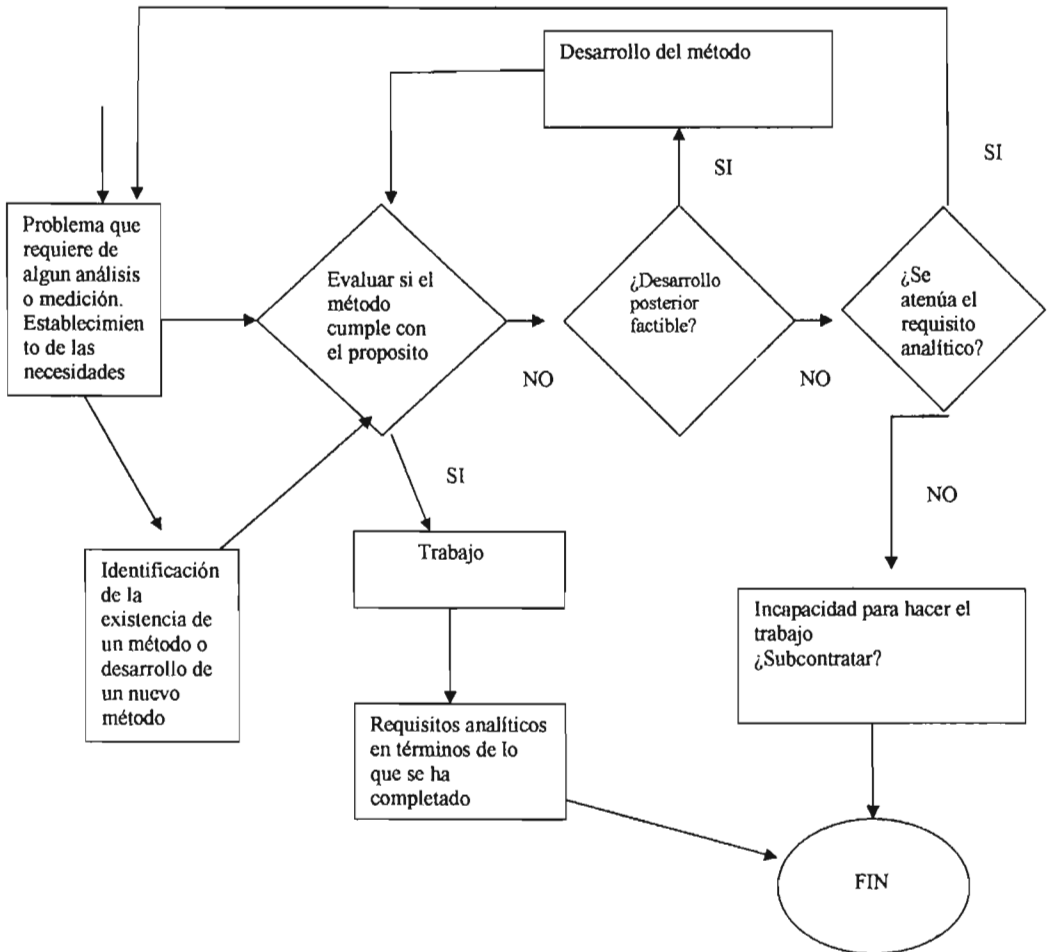 Desarrollo del método
SI
SI
Problema que
requiere de
algun análisis
o medición.
Establecimien
to de las
necesidades
Evaluar si el
método
cumple con
el proposito
¿Desarrollo
posterior
factible?
¿Se
atenúa el
requisito
analítico?
NO
NO
SI
NO
Trabajo
Identificación
de la
existencia de
un método o
desarrollo de
un nuevo
método
Incapacidad para hacer el
trabajo
¿Subcontratar?
Requisitos analíticos
en términos de lo
que se ha
completado
FIN